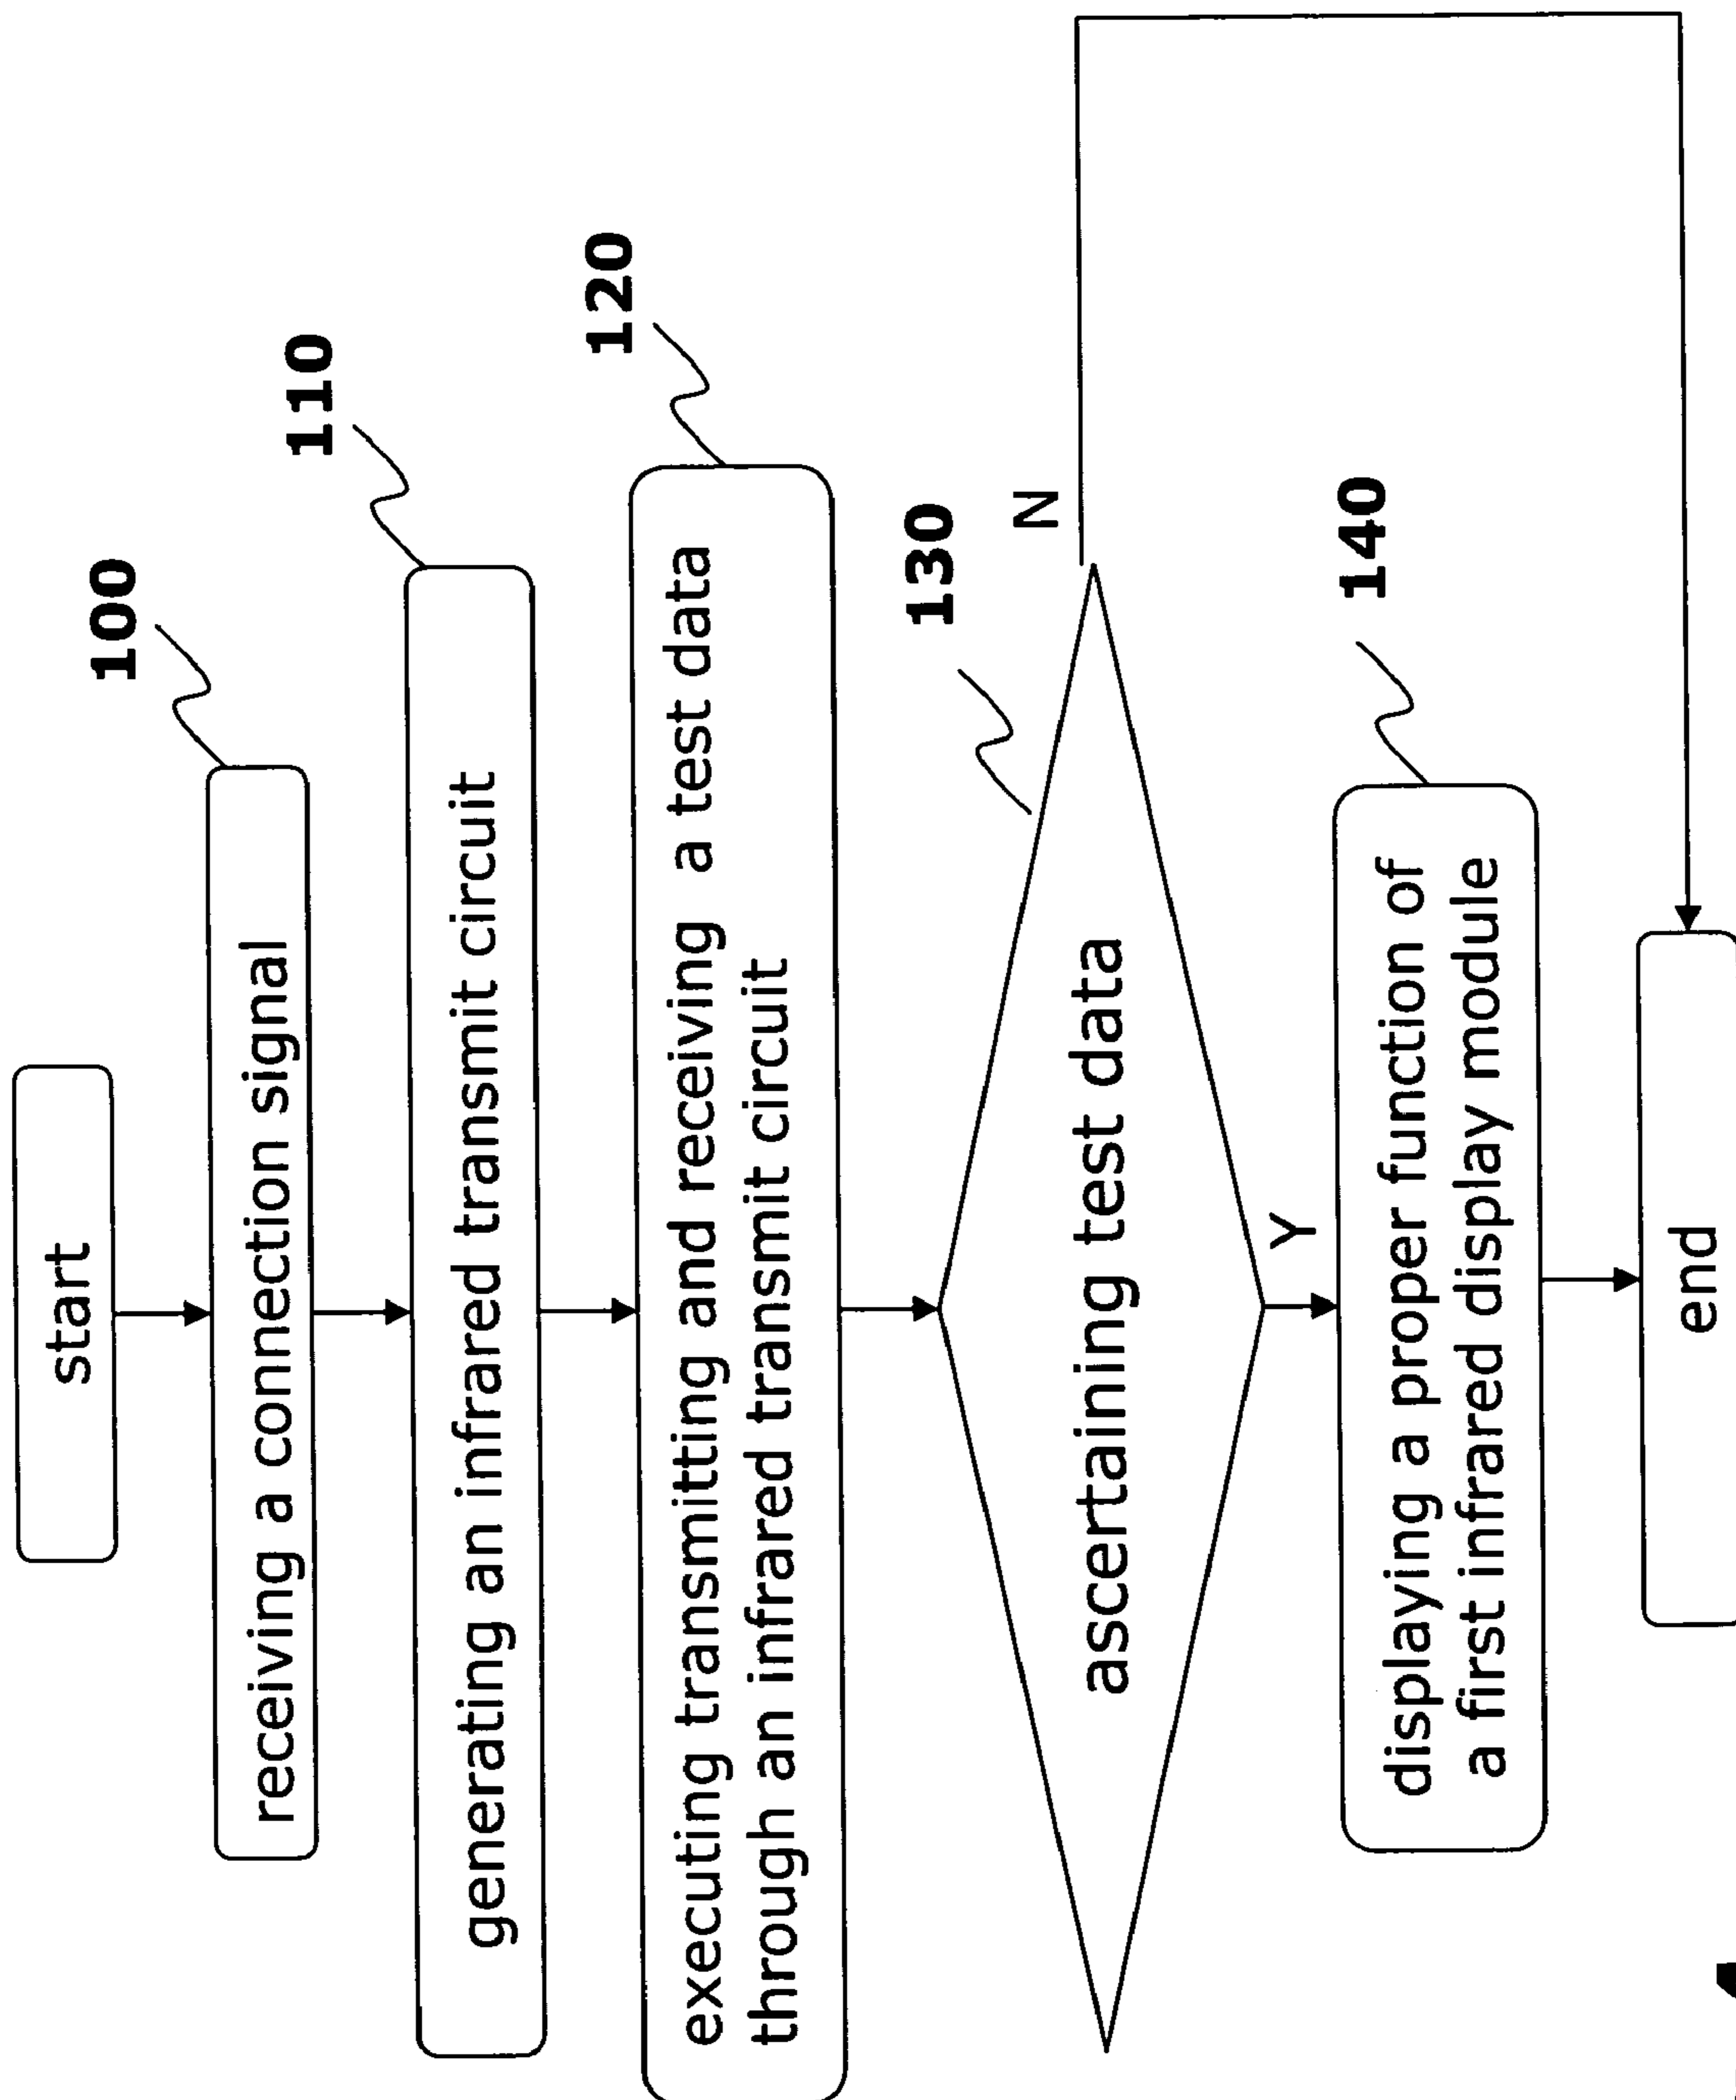 start
100
receiving a connection signal
110
generating an infrared transmit circuit
120
executing transmitting and receiving a test data
through an infrared transmit circuit
130
ascertaining test data
N
Y
140
displaying a proper function of
a first infrared display module
end